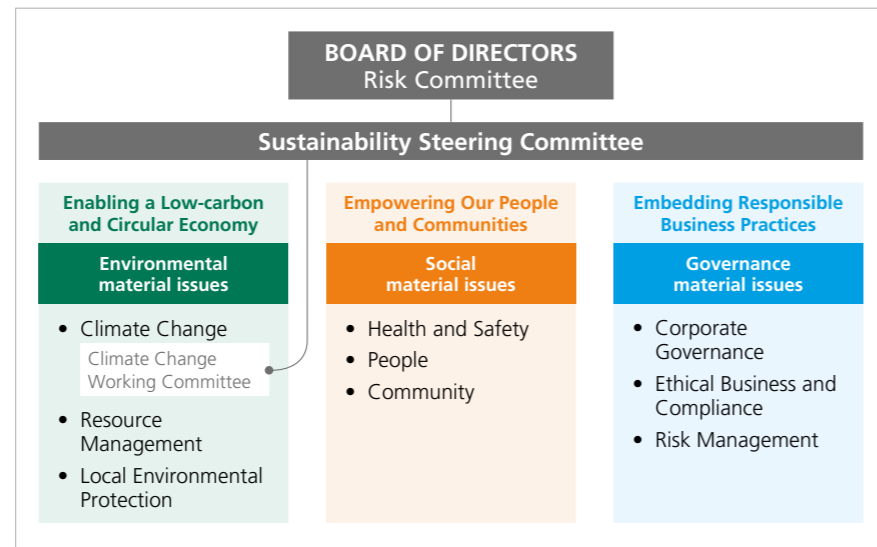 BOARD OF DIRECTORS
Risk Committee
Sustainability Steering Committee
Enabling a Low-carbon
and Circular Economy
Environmental
material issues
• Climate Change
Climate Change
Working Committee
• Resource
Management
• Local Environmental
Protection
Empowering Our People
and Communities
Social
material issues
• Health and Safety
• People
• Community
Embedding Responsible
Business Practices
Governance
material issues
• Corporate
Governance
• Ethical Business and
Compliance
• Risk Management